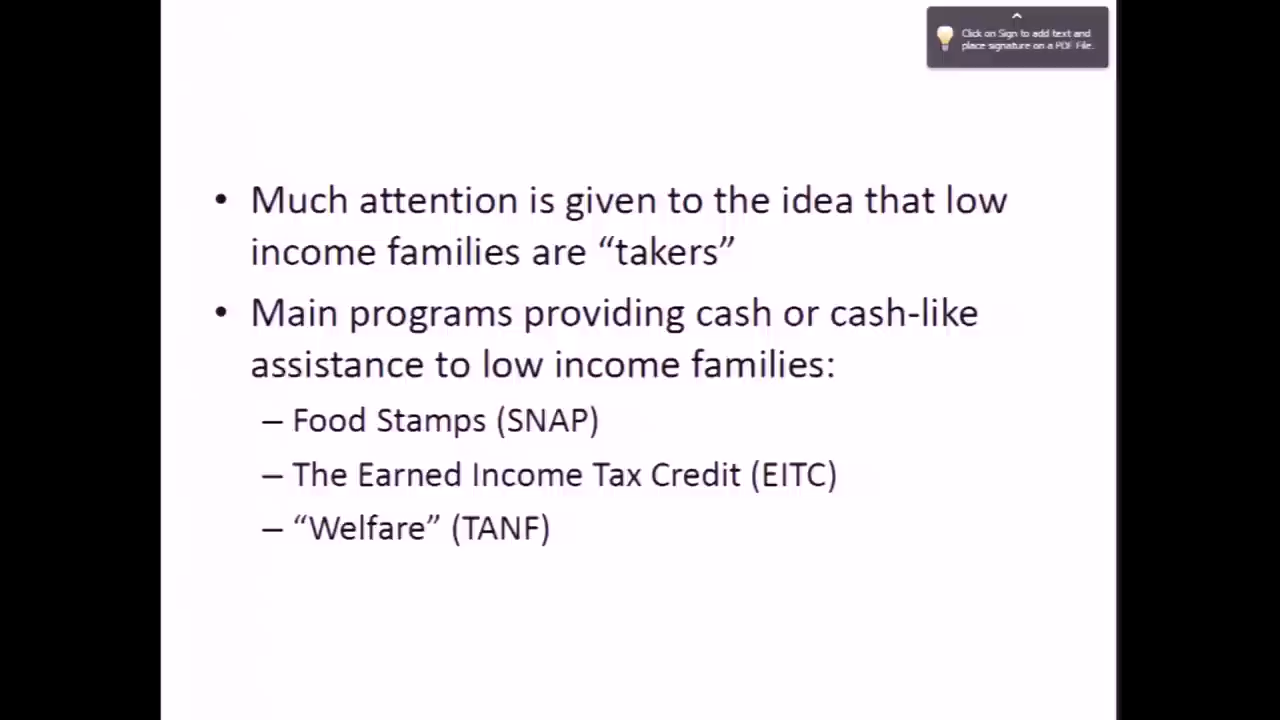 Click on Sign to add text and
place signature on a PDF File.
• Much attention is given to the idea that low
income families are “takers”
• Main programs providing cash or cash-like
assistance to low income families:
– Food Stamps (SNAP)
– The Earned Income Tax Credit (EITC)
– “Welfare” (TANF)